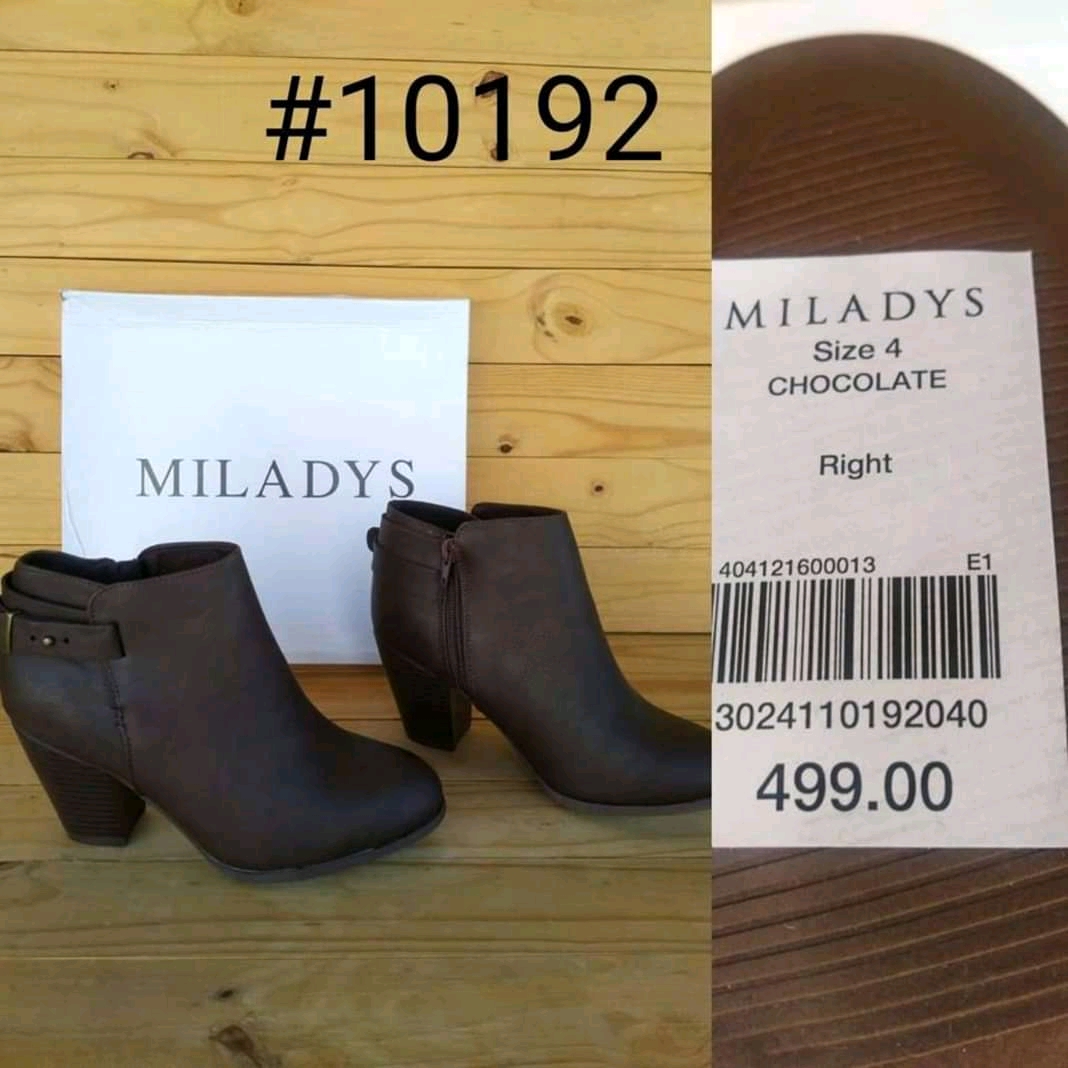 #10192
MILADYS
MILADYS
Size 4
CHOCOLATE
Right
404121600013 E1
3024110192040
499.00